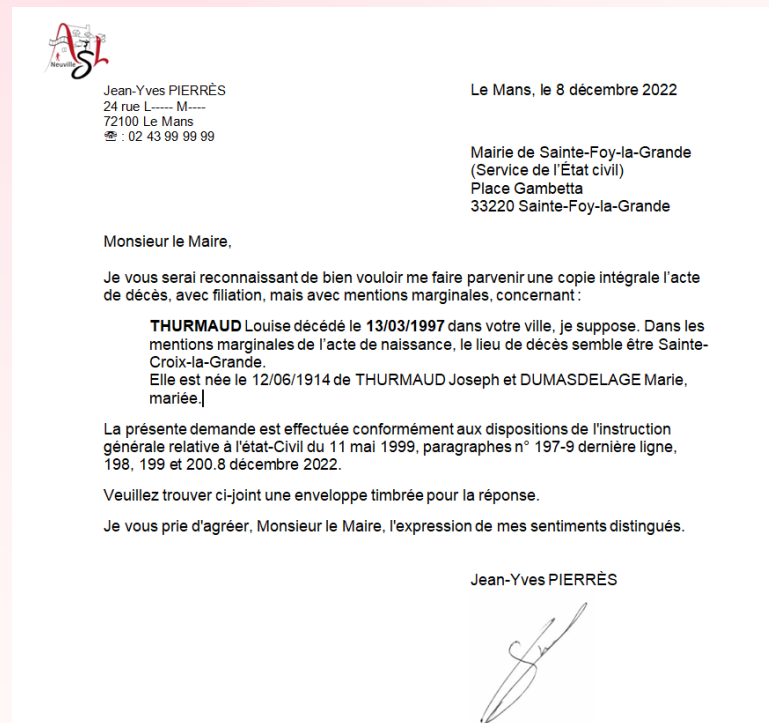 ASL
Neuville
Jean-Yves PIERRÈS
24 rue L----- M----
72100 Le Mans
☎ : 02 43 99 99 99
Le Mans, le 8 décembre 2022
Mairie de Sainte-Foy-la-Grande
(Service de l'État civil)
Place Gambetta
33220 Sainte-Foy-la-Grande
Monsieur le Maire,
Je vous serai reconnaissant de bien vouloir me faire parvenir une copie intégrale l'acte
de décès, avec filiation, mais avec mentions marginales, concernant :
THURMAUD Louise décédé le 13/03/1997 dans votre ville, je suppose. Dans les
mentions marginales de l'acte de naissance, le lieu de décès semble être Sainte-
Croix-la-Grande.
Elle est née le 12/06/1914 de THURMAUD Joseph et DUMASDELAGE Marie,
mariée.
La présente demande est effectuée conformément aux dispositions de l'instruction
générale relative à l'état-Civil du 11 mai 1999, paragraphes n° 197-9 dernière ligne,
198, 199 et 200.8 décembre 2022.
Veuillez trouver ci-joint une enveloppe timbrée pour la réponse.
Je vous prie d'agréer, Monsieur le Maire, l'expression de mes sentiments distingués.
Jean-Yves PIERRÈS